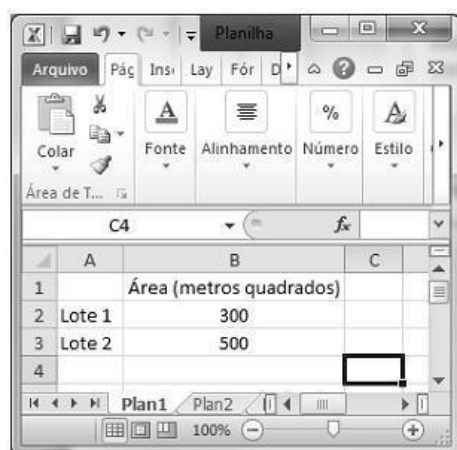 Planilha
Arquivo Pág Ins Lay Fór D
Colar Fonte Alinhamento Número Estilo
Área de T...
C4 fx
A B C
1 Área (metros quadrados)
2 Lote 1 300
3 Lote 2 500
4
Plan1 Plan2
100%